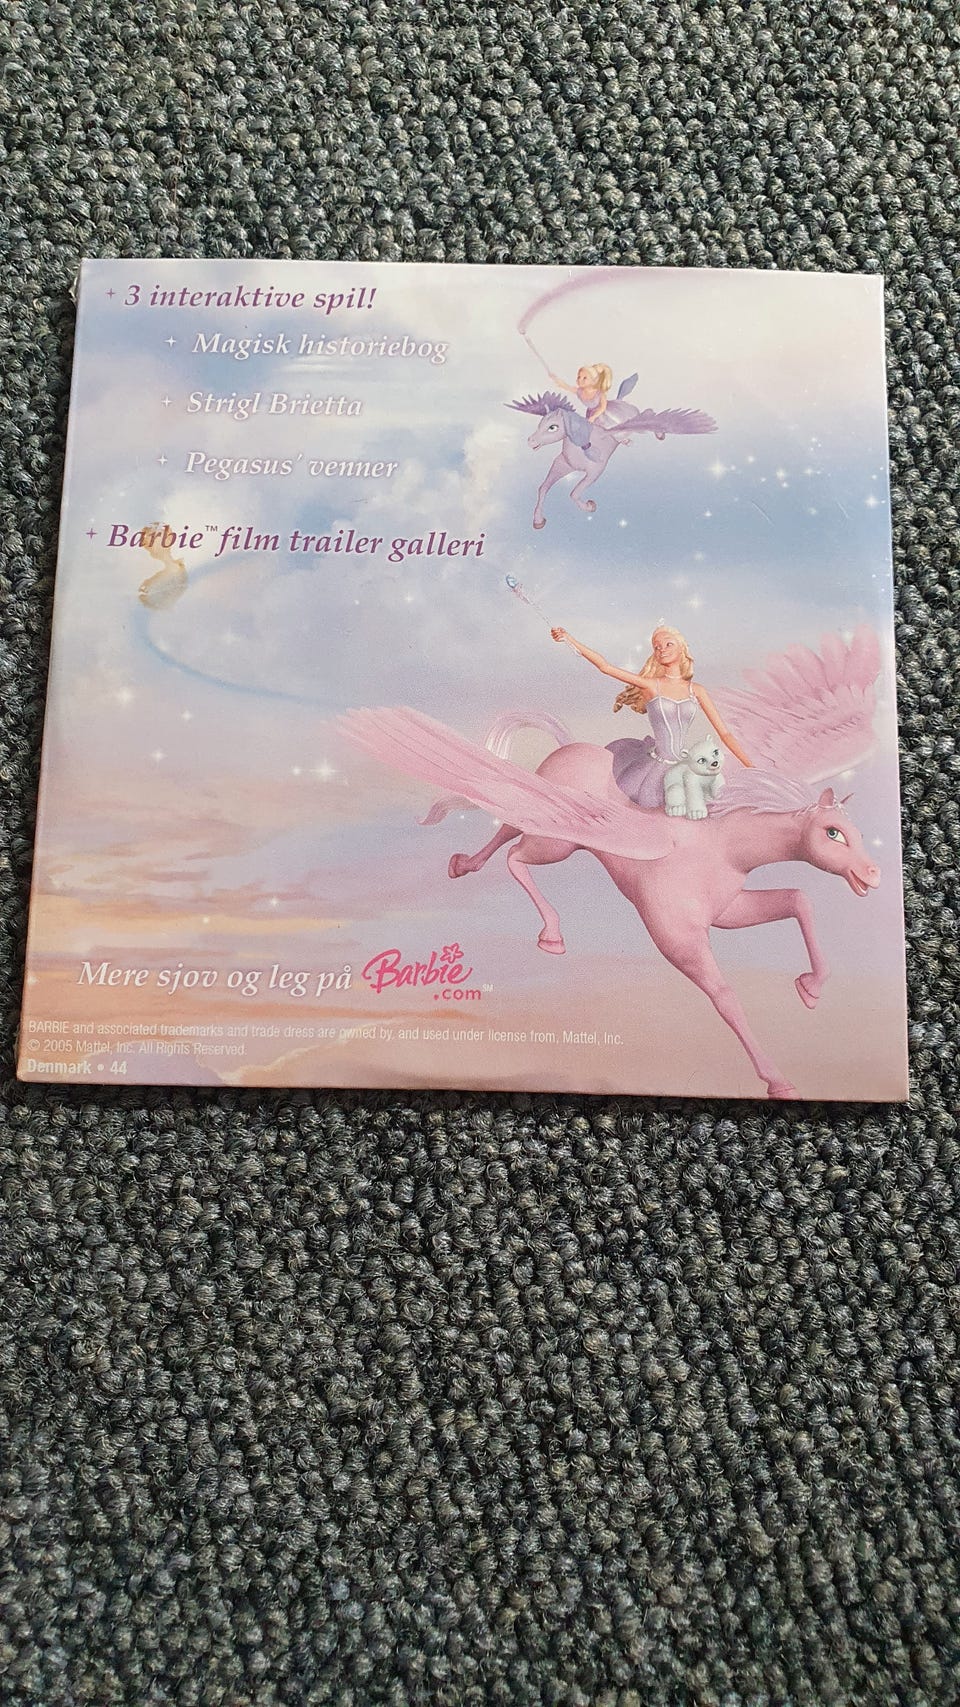 3 interaktive spil!
Magisk historiebog
Strigl Brietta
Pegasus' venner
Barbie™ film trailer galleri
Mere sjov og leg på Barbie.com℠
BARBIE and associated trademarks and trade dress are owned by, and used under license from, Mattel, Inc.
© 2005 Mattel, Inc. All Rights Reserved.
Denmark • 44